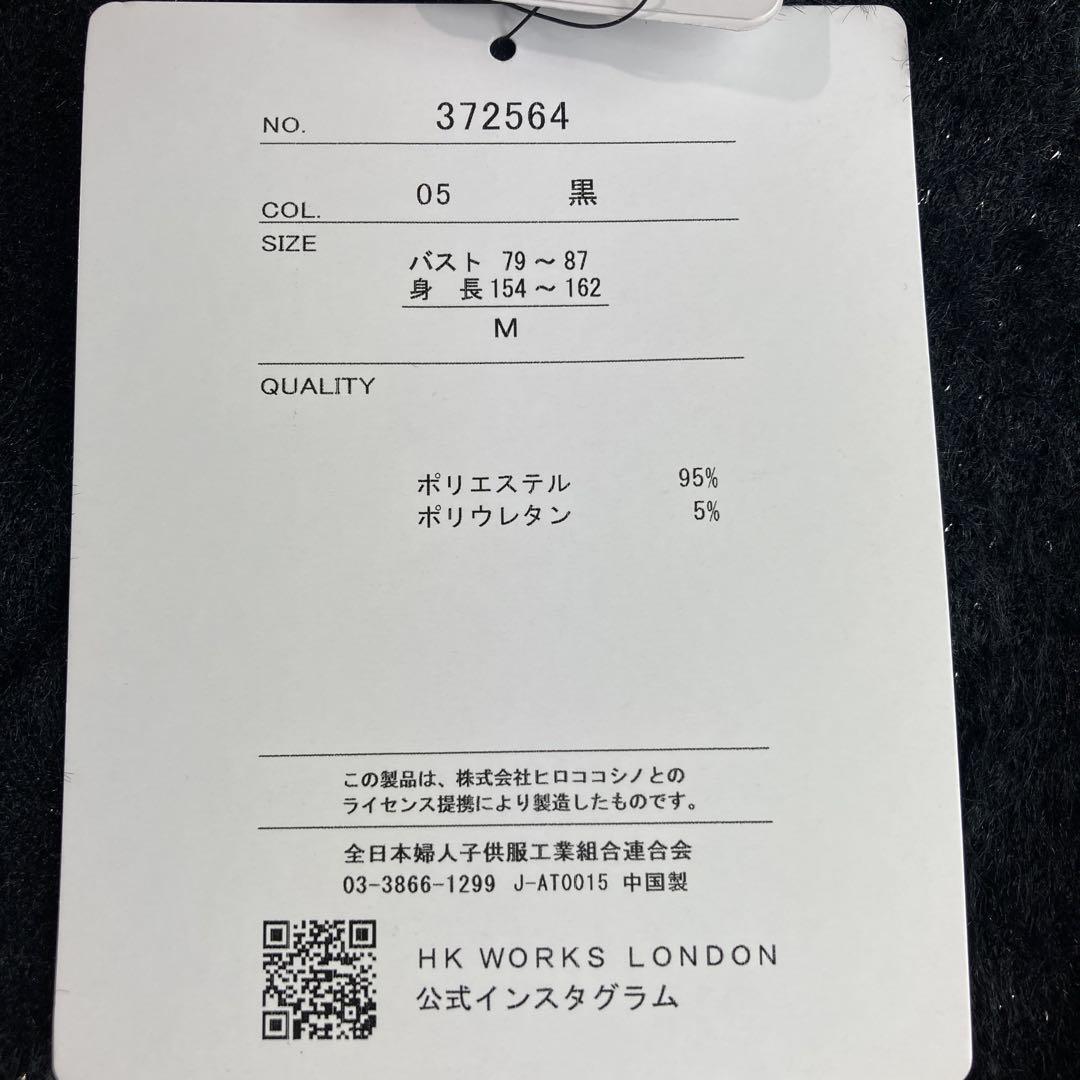 NO. 372564
COL. 05 黒
SIZE
バスト 79～87
身 長 154～162
M
QUALITY
ポリエステル 95%
ポリウレタン 5%
この製品は、株式会社ヒロココシノとの
ライセンス提携により製造したものです。
全日本婦人子供服工業組合連合会
03-3866-1299 J-AT0015 中国製
HK WORKS LONDON
公式インスタグラム